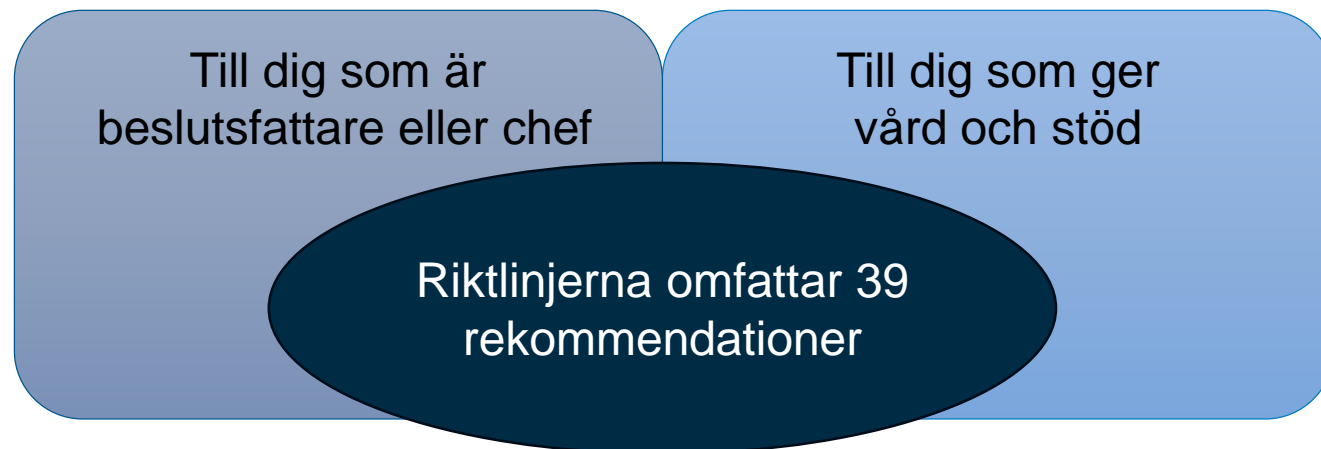 Till dig som är
beslutsfattare eller chef
Till dig som ger
vård och stöd
Riktlinjerna omfattar 39
rekommendationer